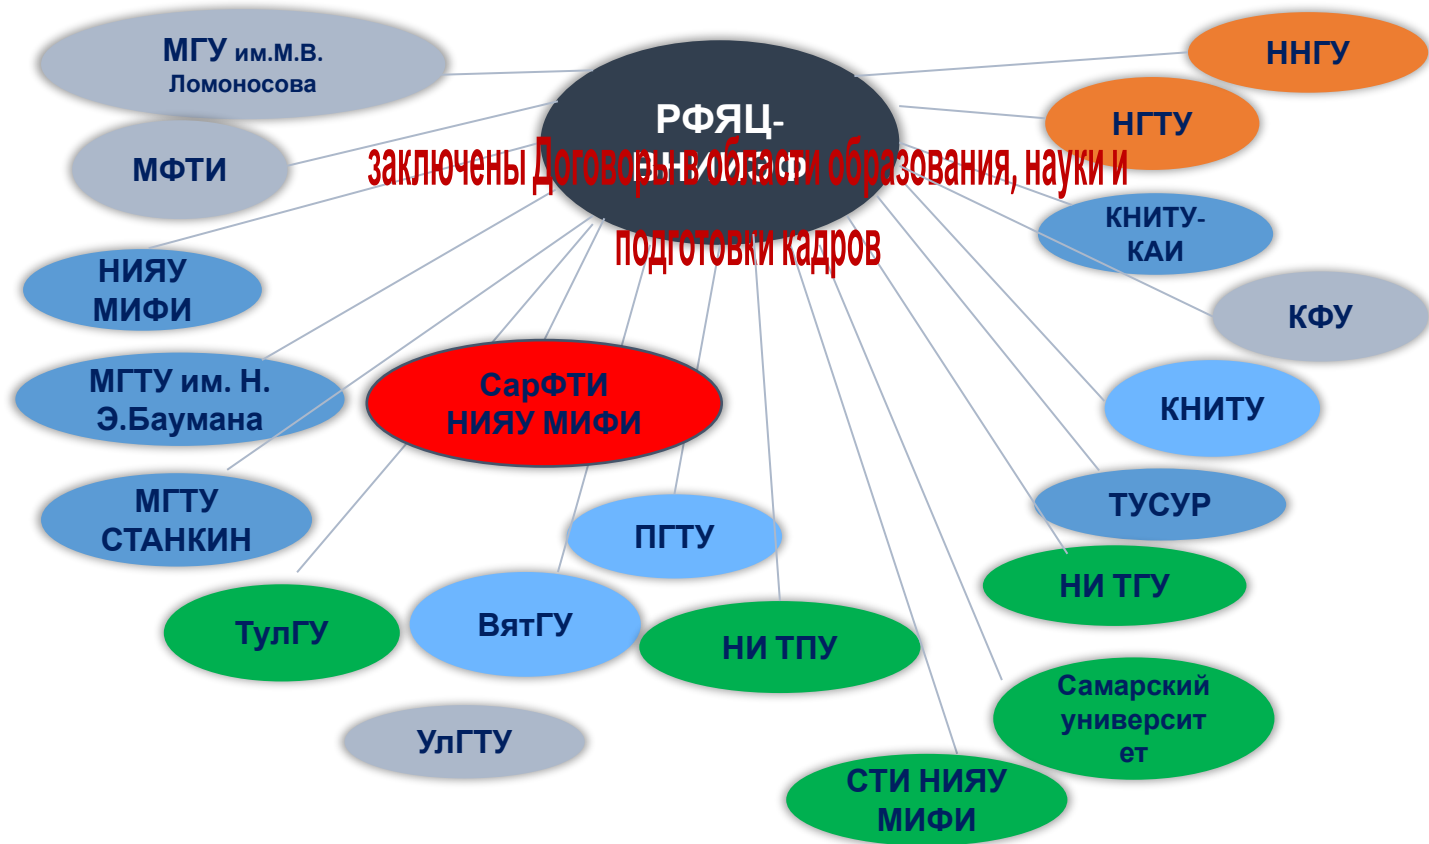 МГУ им.М.В.
Ломоносова
МФТИ
НИЯУ
МИФИ
МГТУ им. Н.
Э.Баумана
МГТУ
СТАНКИН
РФЯЦ-
ВНИИЭФ
заключены Договоры в области образования, науки и
подготовки кадров
СарФТИ
НИЯУ МИФИ
ТулГУ
ВятГУ
ПГТУ
НИ ТПУ
УлГТУ
СТИ НИЯУ
МИФИ
Самарский
университ
ет
НИ ТГУ
ТУСУР
КНИТУ
КФУ
КНИТУ-
КАИ
НГТУ
ННГУ